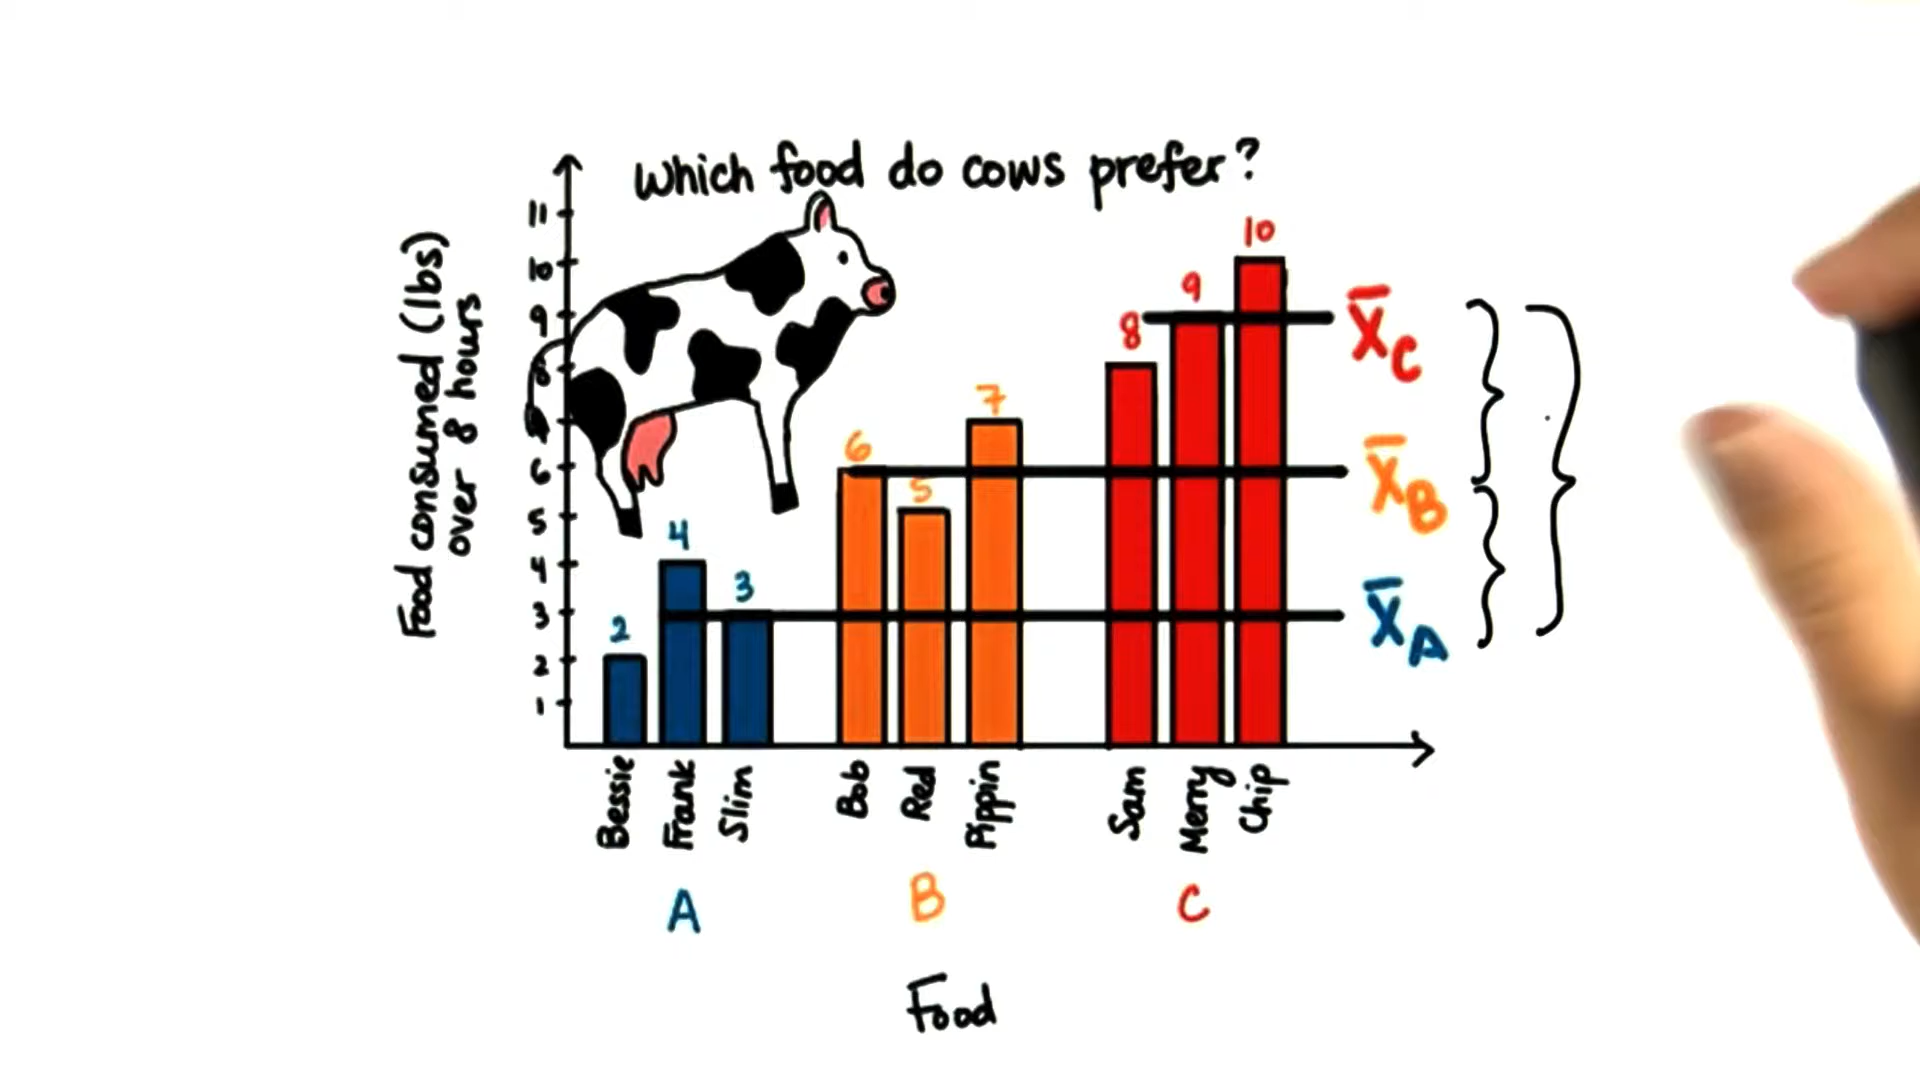 Which food do cows prefer?
Food consumed (lbs)
over 8 hours
11
10
9
8
6
5
4
3
2
1
2
4
3
6
5
7
8
9
10
X̄C
X̄B
X̄A
Bessie
Frank
Slim
Bob
Red
Pippin
Sam
Merry
Chip
A
B
C
Food